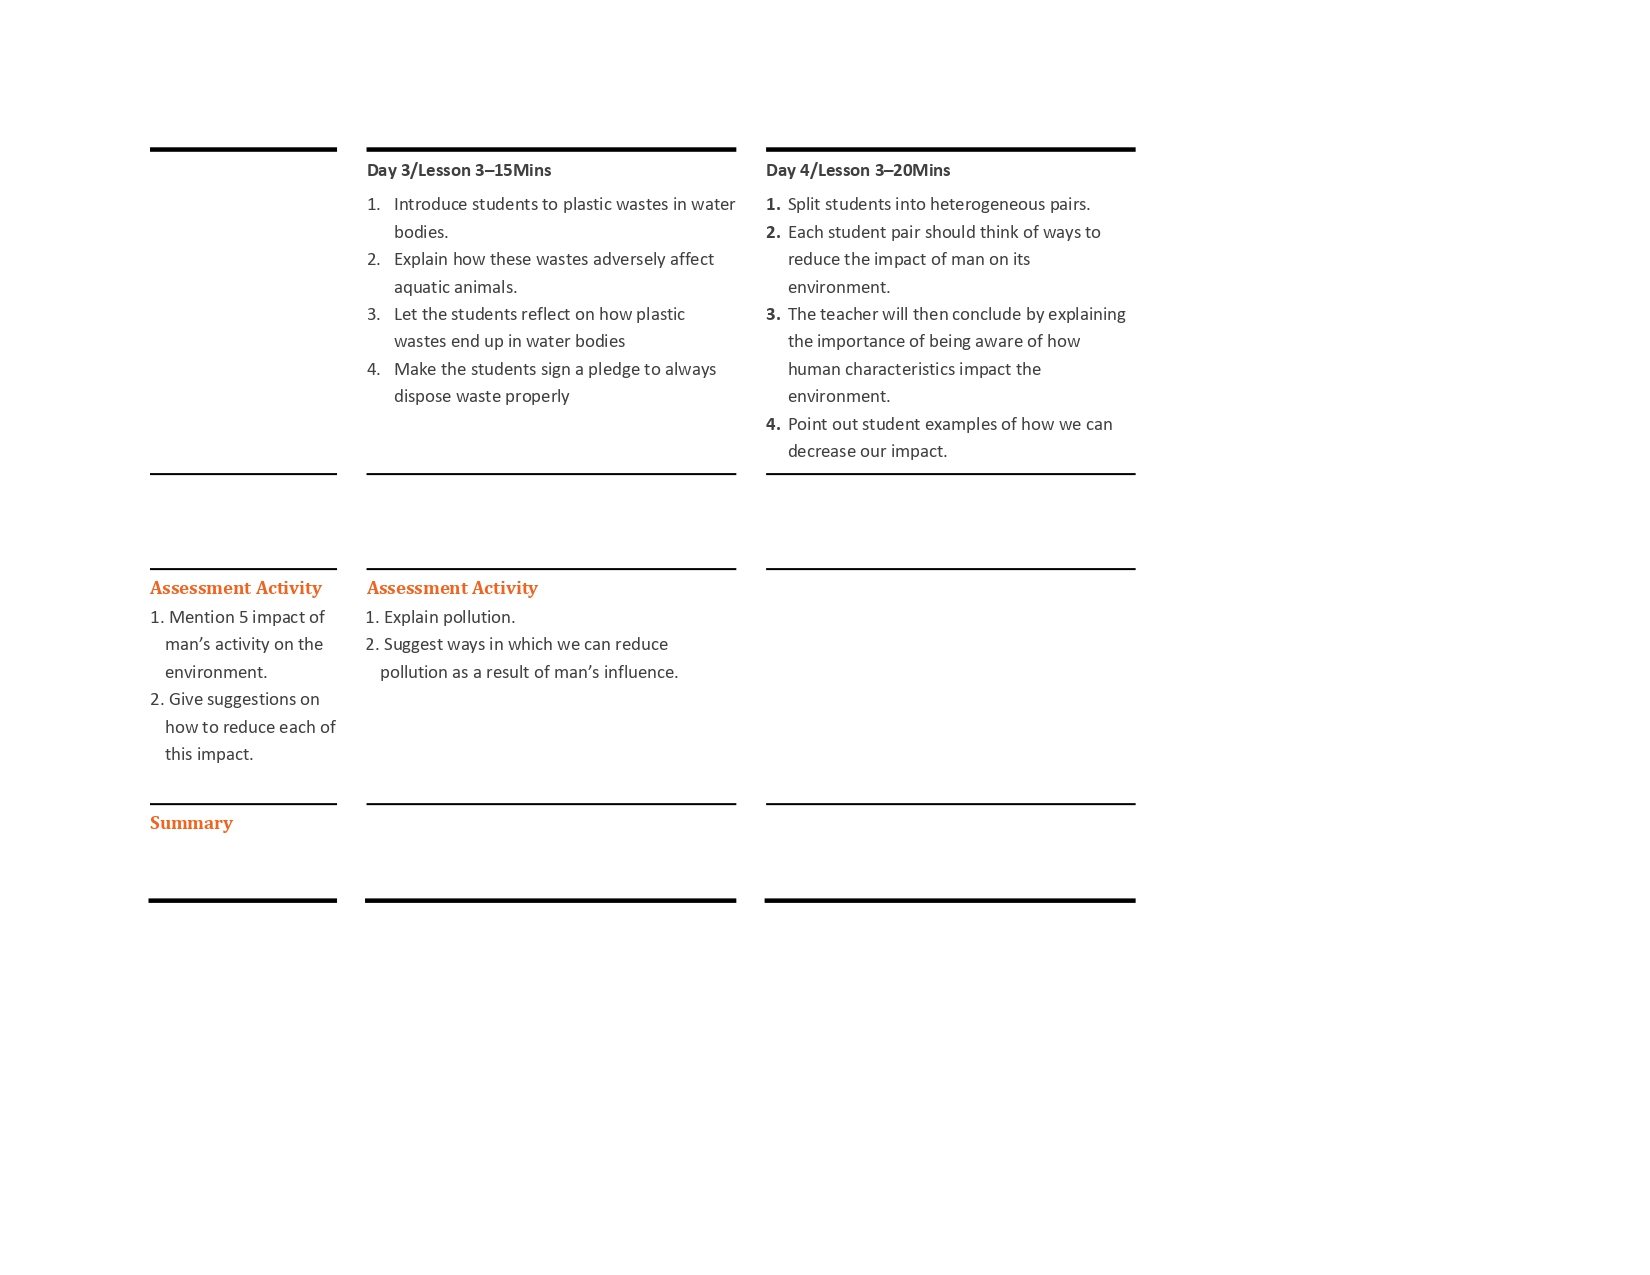 Day 3/Lesson 3–15Mins
1. Introduce students to plastic wastes in water
bodies.
2. Explain how these wastes adversely affect
aquatic animals.
3. Let the students reflect on how plastic
wastes end up in water bodies
4. Make the students sign a pledge to always
dispose waste properly
Day 4/Lesson 3–20Mins
1. Split students into heterogeneous pairs.
2. Each student pair should think of ways to
reduce the impact of man on its
environment.
3. The teacher will then conclude by explaining
the importance of being aware of how
human characteristics impact the
environment.
4. Point out student examples of how we can
decrease our impact.
Assessment Activity
1. Mention 5 impact of
man’s activity on the
environment.
2. Give suggestions on
how to reduce each of
this impact.
Assessment Activity
1. Explain pollution.
2. Suggest ways in which we can reduce
pollution as a result of man’s influence.
Summary